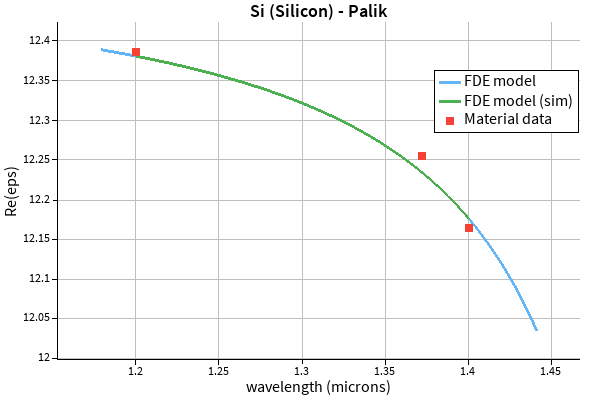 Si (Silicon) - Palik
12.4
12.35
12.3
12.25
12.2
12.15
12.1
12.05
12
Re(eps)
FDE model
FDE model (sim)
Material data
1.2
1.25
1.3
1.35
1.4
1.45
wavelength (microns)